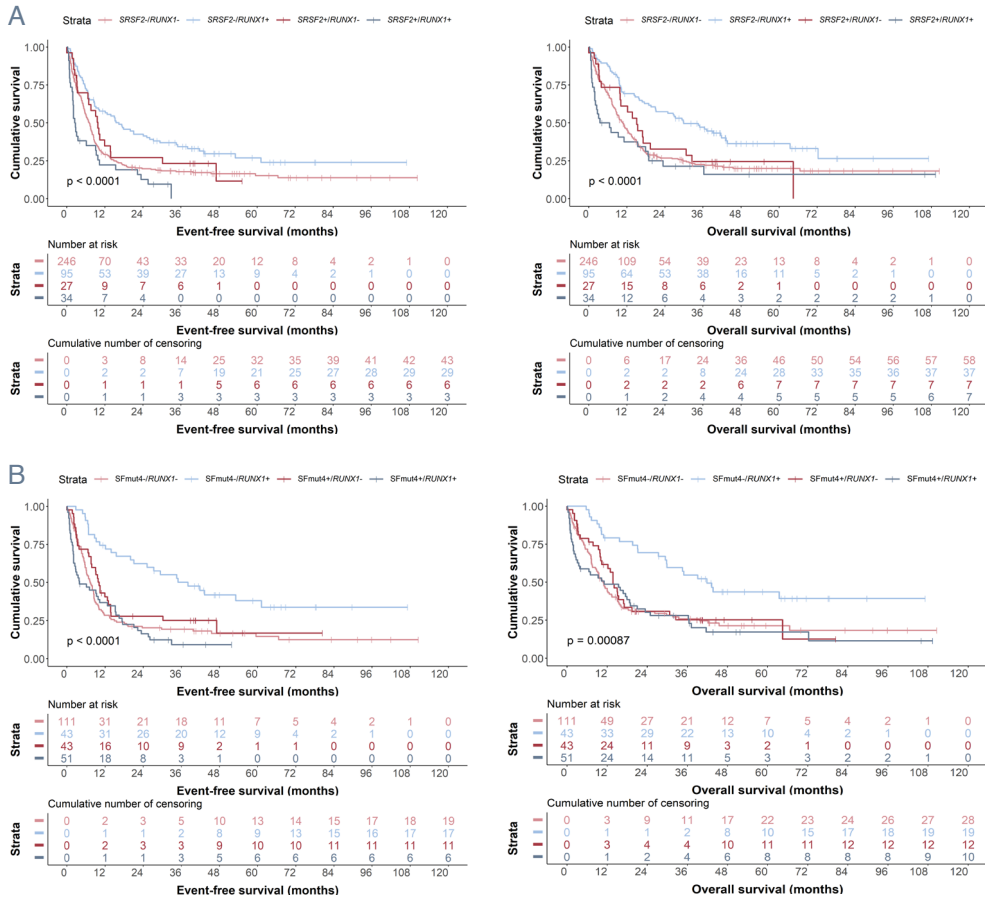 A
Strata SRSF2-/RUNX1- SRSF2-/RUNX1+ SRSF2+/RUNX1- SRSF2+/RUNX1+
Cumulative survival
1.00
0.75
0.50
0.25
0.00
p < 0.0001
0 12 24 36 48 60 72 84 96 108 120
Event-free survival (months)
Number at risk
Strata
246 70 43 33 20 12 8 4 2 1 0
95 53 39 27 13 9 4 2 1 0 0
27 9 7 6 1 0 0 0 0 0 0
34 7 4 0 0 0 0 0 0 0 0
0 12 24 36 48 60 72 84 96 108 120
Event-free survival (months)
Cumulative number of censoring
Strata
0 3 8 14 25 32 35 39 41 42 43
0 2 2 7 19 21 25 27 28 29 29
0 1 1 1 5 6 6 6 6 6 6
0 1 1 3 3 3 3 3 3 3 3
0 12 24 36 48 60 72 84 96 108 120
Event-free survival (months)
Strata SRSF2-/RUNX1- SRSF2-/RUNX1+ SRSF2+/RUNX1- SRSF2+/RUNX1+
Cumulative survival
1.00
0.75
0.50
0.25
0.00
p < 0.0001
0 12 24 36 48 60 72 84 96 108 120
Overall survival (months)
Number at risk
Strata
246 109 54 39 23 13 8 4 2 1 0
95 64 53 38 16 11 5 2 1 0 0
27 15 8 6 2 1 0 0 0 0 0
34 12 6 4 3 2 2 2 2 1 0
0 12 24 36 48 60 72 84 96 108 120
Overall survival (months)
Cumulative number of censoring
Strata
0 6 17 24 36 46 50 54 56 57 58
0 2 2 8 24 28 33 35 36 37 37
0 2 2 2 6 7 7 7 7 7 7
0 1 2 4 4 5 5 5 5 6 7
0 12 24 36 48 60 72 84 96 108 120
Overall survival (months)
B
Strata SFmut4-/RUNX1- SFmut4-/RUNX1+ SFmut4+/RUNX1- SFmut4+/RUNX1+
Cumulative survival
1.00
0.75
0.50
0.25
0.00
p < 0.0001
0 12 24 36 48 60 72 84 96 108 120
Event-free survival (months)
Number at risk
Strata
111 31 21 18 11 7 5 4 2 1 0
43 31 26 20 12 9 4 2 1 0 0
43 16 10 9 2 1 1 0 0 0 0
51 18 8 3 1 0 0 0 0 0 0
0 12 24 36 48 60 72 84 96 108 120
Event-free survival (months)
Cumulative number of censoring
Strata
0 2 3 5 10 13 14 15 17 18 19
0 1 1 2 8 9 13 15 16 17 17
0 2 3 3 9 10 10 11 11 11 11
0 1 1 3 5 6 6 6 6 6 6
0 12 24 36 48 60 72 84 96 108 120
Event-free survival (months)
Strata SFmut4-/RUNX1- SFmut4-/RUNX1+ SFmut4+/RUNX1- SFmut4+/RUNX1+
Cumulative survival
1.00
0.75
0.50
0.25
0.00
p = 0.00087
0 12 24 36 48 60 72 84 96 108 120
Overall survival (months)
Number at risk
Strata
111 49 27 21 12 7 5 4 2 1 0
43 33 29 22 13 10 4 2 1 0 0
43 24 11 9 3 2 1 0 0 0 0
51 24 14 11 5 3 3 2 2 1 0
0 12 24 36 48 60 72 84 96 108 120
Overall survival (months)
Cumulative number of censoring
Strata
0 3 9 11 17 22 23 24 26 27 28
0 1 1 2 8 10 15 17 18 19 19
0 3 4 4 10 11 11 12 12 12 12
0 1 2 4 6 8 8 8 8 9 10
0 12 24 36 48 60 72 84 96 108 120
Overall survival (months)